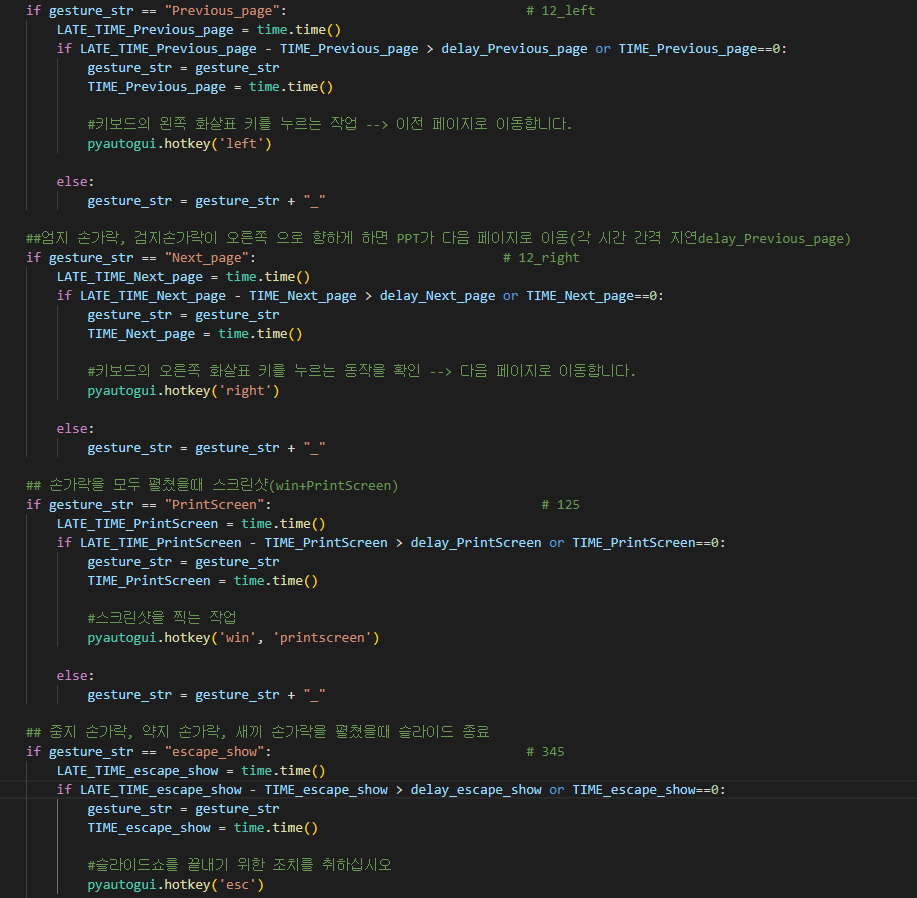 if gesture_str == "Previous_page": # 12_left
LATE_TIME_Previous_page = time.time()
if LATE_TIME_Previous_page - TIME_Previous_page > delay_Previous_page or TIME_Previous_page==0:
gesture_str = gesture_str
TIME_Previous_page = time.time()
#키보드의 왼쪽 화살표 키를 누르는 작업 --> 이전 페이지로 이동합니다.
pyautogui.hotkey('left')
else:
gesture_str = gesture_str + "_"
##엄지 손가락, 검지손가락이 오른쪽 으로 향하게 하면 PPT가 다음 페이지로 이동(각 시간 간격 지연delay_Previous_page)
if gesture_str == "Next_page": # 12_right
LATE_TIME_Next_page = time.time()
if LATE_TIME_Next_page - TIME_Next_page > delay_Next_page or TIME_Next_page==0:
gesture_str = gesture_str
TIME_Next_page = time.time()
#키보드의 오른쪽 화살표 키를 누르는 동작을 확인 --> 다음 페이지로 이동합니다.
pyautogui.hotkey('right')
else:
gesture_str = gesture_str + "_"
## 손가락을 모두 펼쳤을때 스크린샷(win+PrintScreen)
if gesture_str == "PrintScreen": # 125
LATE_TIME_PrintScreen = time.time()
if LATE_TIME_PrintScreen - TIME_PrintScreen > delay_PrintScreen or TIME_PrintScreen==0:
gesture_str = gesture_str
TIME_PrintScreen = time.time()
#스크린샷을 찍는 작업
pyautogui.hotkey('win', 'printscreen')
else:
gesture_str = gesture_str + "_"
## 중지 손가락, 약지 손가락, 새끼 손가락을 펼쳤을때 슬라이드 종료
if gesture_str == "escape_show": # 345
LATE_TIME_escape_show = time.time()
if LATE_TIME_escape_show - TIME_escape_show > delay_escape_show or TIME_escape_show==0:
gesture_str = gesture_str
TIME_escape_show = time.time()
#슬라이드쇼를 끝내기 위한 조치를 취하십시오
pyautogui.hotkey('esc')